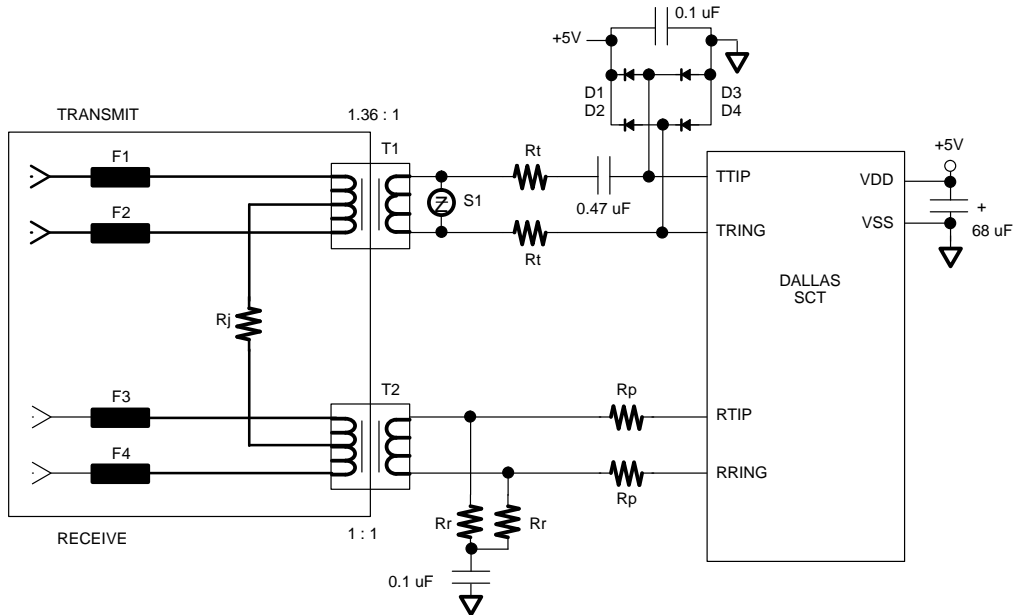 0.1 uF
+5V
D1
D2
D3
D4
TRANSMIT
1.36 : 1
F1
T1
Rt
S1
0.47 uF
TTIP
VDD
+5V
+
68 uF
F2
Rt
TRING
VSS
DALLAS
SCT
Rj
F3
T2
Rp
RTIP
F4
Rp
RRING
RECEIVE
1 : 1
Rr
Rr
0.1 uF